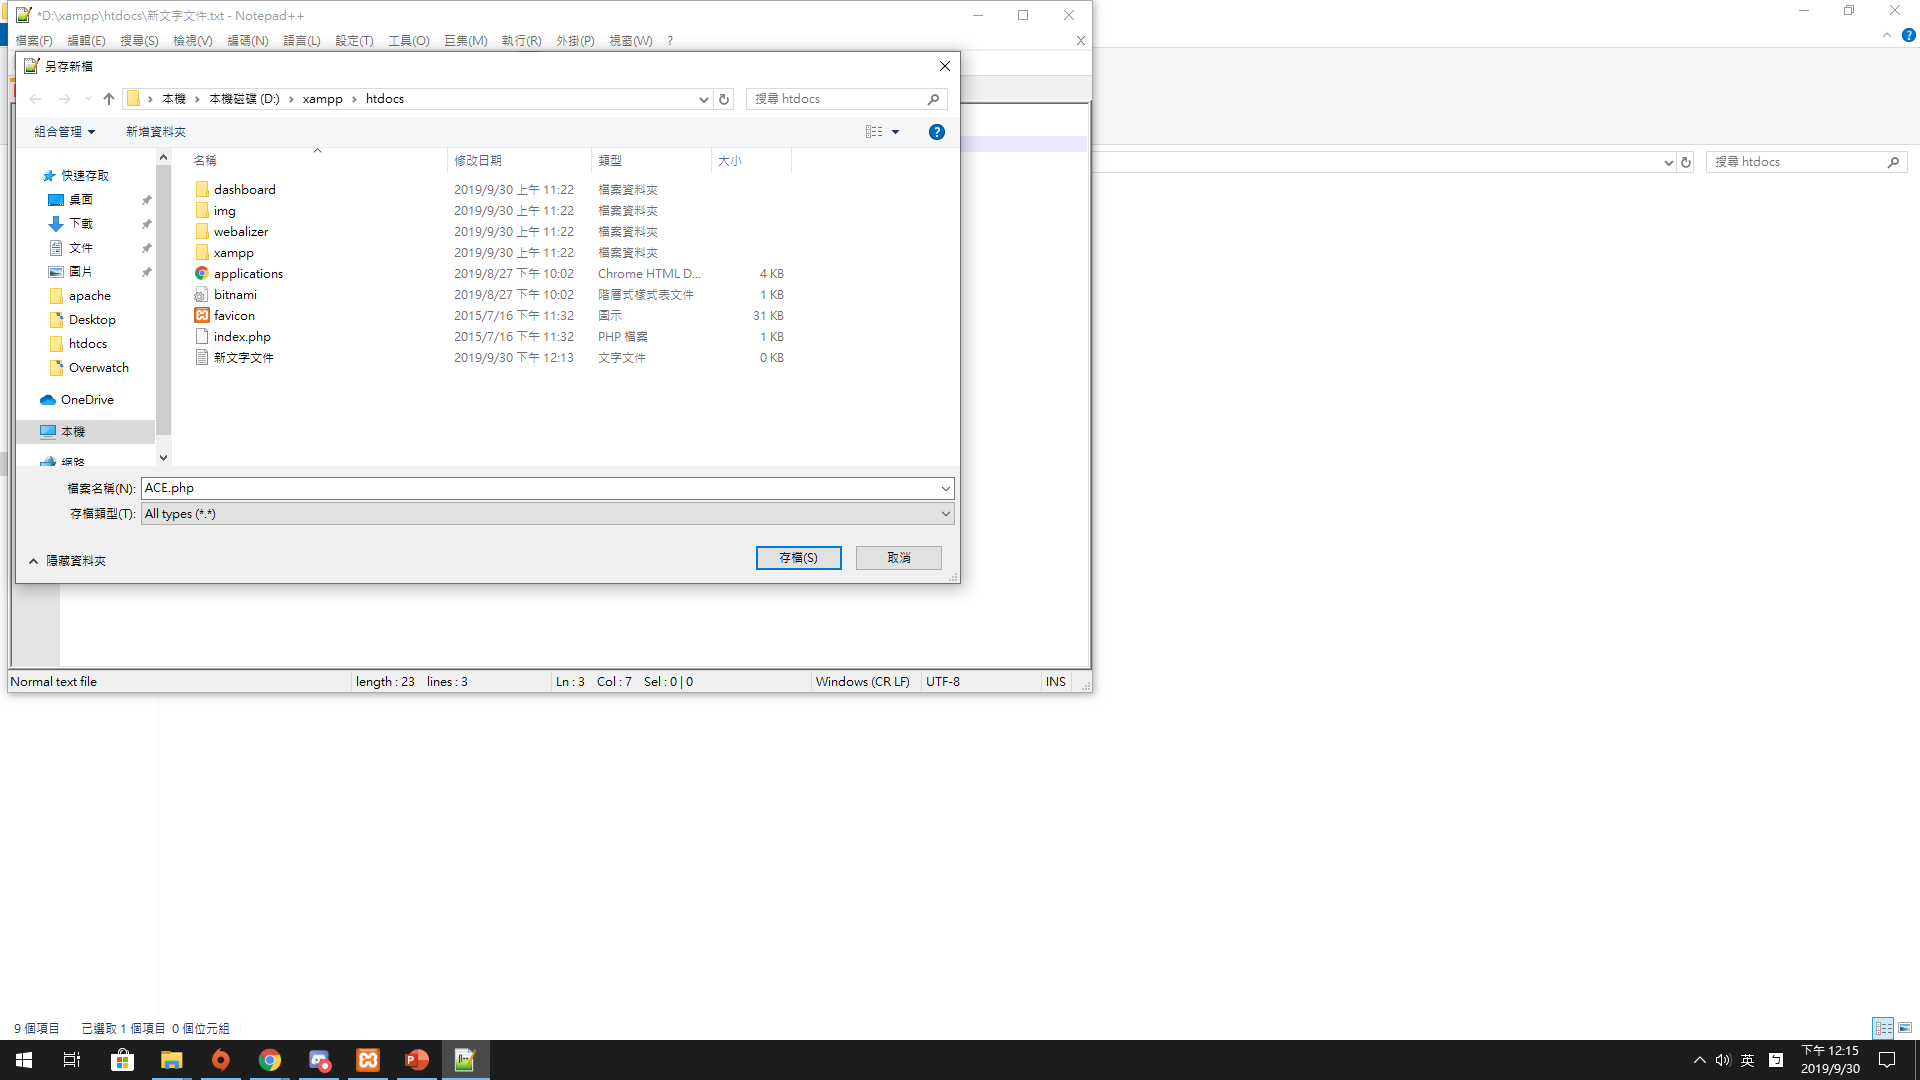 *D:\xampp\htdocs\新文字文件.txt - Notepad++
檔案(F) 編輯(E) 搜尋(S) 檢視(V) 編碼(N) 語言(L) 設定(T) 工具(O) 巨集(M) 執行(R) 外掛(P) 視窗(W) ? X
另存新檔
本機 本機磁碟 (D:) xampp htdocs
搜尋 htdocs
組合管理 新增資料夾
快速存取
桌面
下載
文件
圖片
apache
Desktop
htdocs
Overwatch
OneDrive
本機
網路
名稱 修改日期 類型 大小
dashboard 2019/9/30 上午 11:22 檔案資料夾
img 2019/9/30 上午 11:22 檔案資料夾
webalizer 2019/9/30 上午 11:22 檔案資料夾
xampp 2019/9/30 上午 11:22 檔案資料夾
applications 2019/8/27 下午 10:02 Chrome HTML D... 4 KB
bitnami 2019/8/27 下午 10:02 階層式樣式表文件 1 KB
favicon 2015/7/16 下午 11:32 圖示 31 KB
index.php 2015/7/16 下午 11:32 PHP 檔案 1 KB
新文字文件 2019/9/30 下午 12:13 文字文件 0 KB
檔案名稱(N): ACE.php
存檔類型(T): All types (*.*)
隱藏資料夾 存檔(S) 取消
Normal text file length : 23 lines : 3 Ln : 3 Col : 7 Sel : 0 | 0 Windows (CR LF) UTF-8 INS
搜尋 htdocs
9 個項目 已選取 1 個項目 0 個位元組
英 下午 12:15
2019/9/30